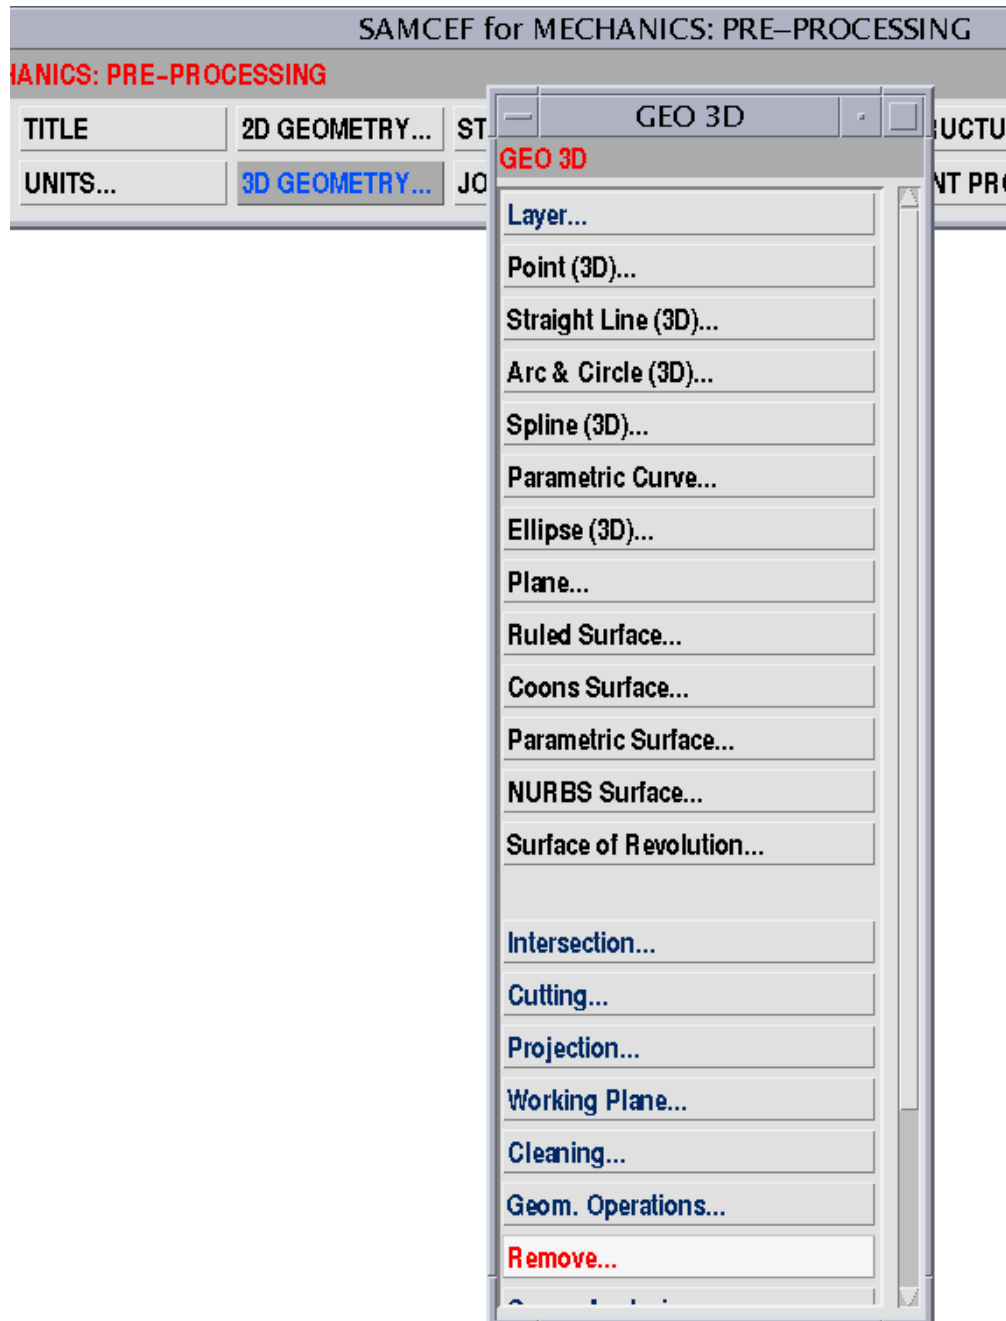 SAMCEF for MECHANICS: PRE-PROCESSING
HANICS: PRE-PROCESSING
TITLE 2D GEOMETRY... ST UCTU
UNITS... 3D GEOMETRY... JO NT PR
GEO 3D
GEO 3D
Layer...
Point (3D)...
Straight Line (3D)...
Arc & Circle (3D)...
Spline (3D)...
Parametric Curve...
Ellipse (3D)...
Plane...
Ruled Surface...
Coons Surface...
Parametric Surface...
NURBS Surface...
Surface of Revolution...
Intersection...
Cutting...
Projection...
Working Plane...
Cleaning...
Geom. Operations...
Remove...